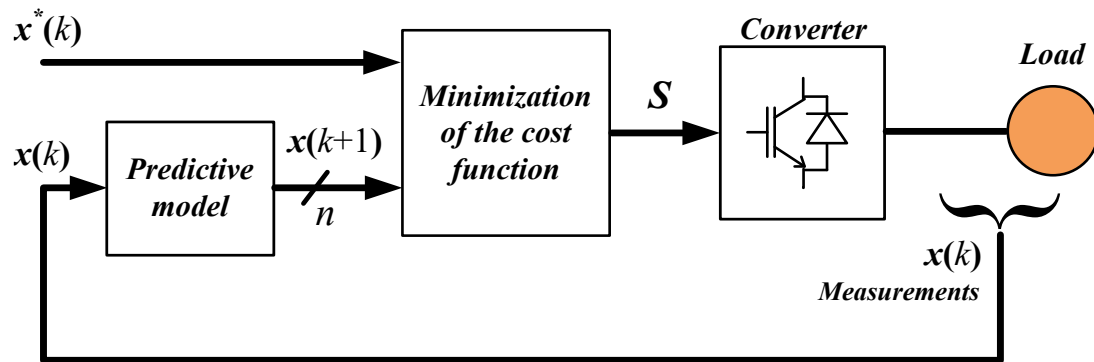 x*(k)
x(k)
Predictive
model
x(k+1)
n
Minimization
of the cost
function
S
Converter
Load
x(k)
Measurements